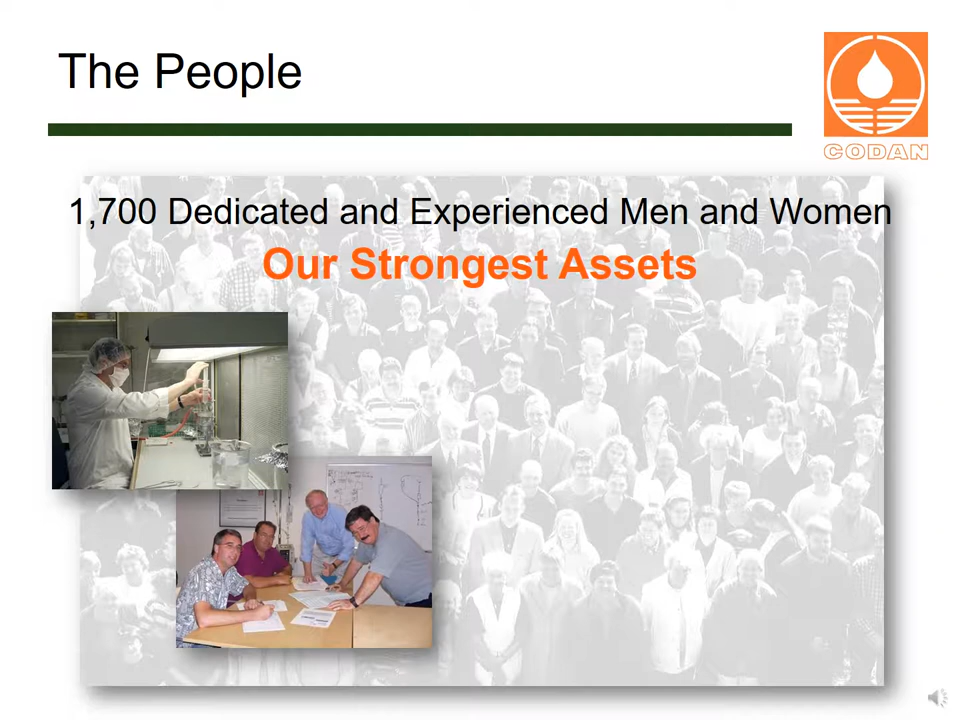 The People
CODAN
1,700 Dedicated and Experienced Men and Women
Our Strongest Assets